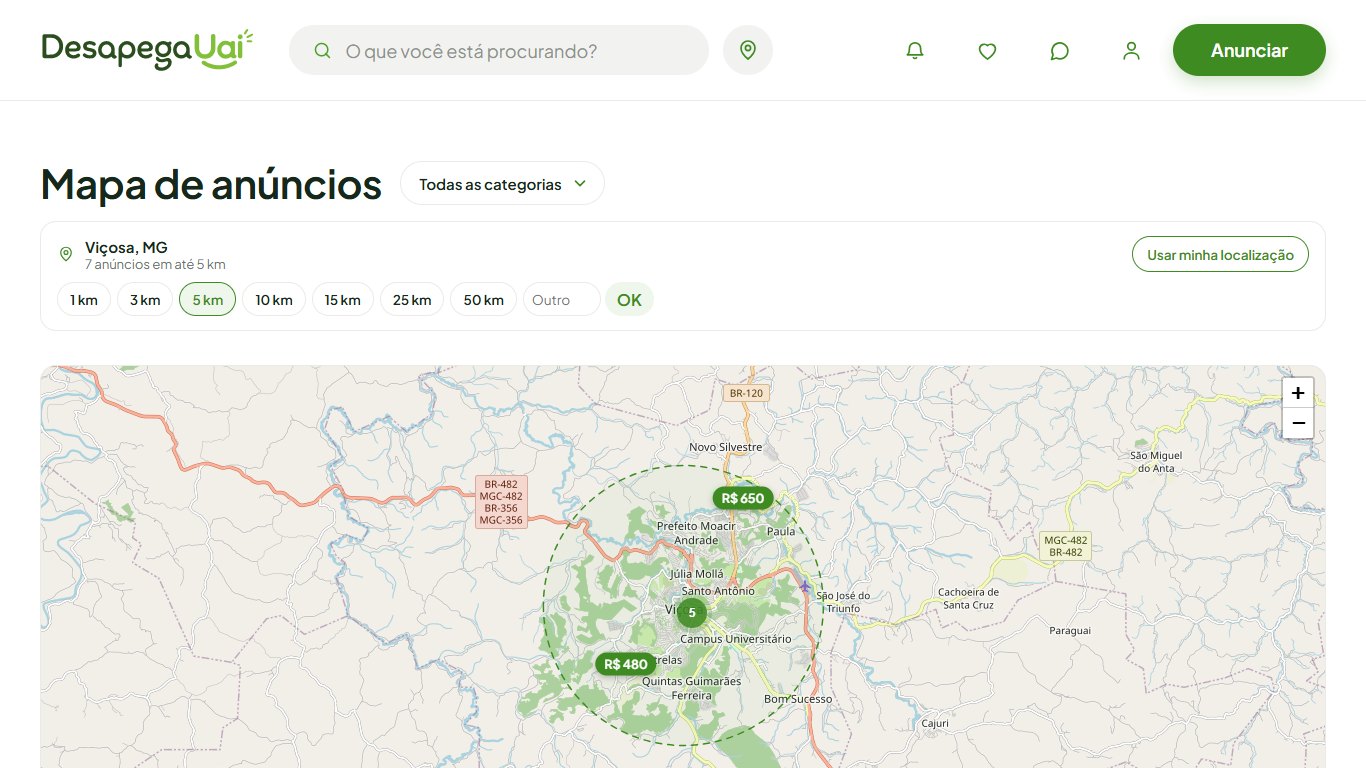 DesapegaUai
O que você está procurando?
Anunciar
Mapa de anúncios
Todas as categorias
Viçosa, MG
7 anúncios em até 5 km
Usar minha localização
1 km
3 km
5 km
10 km
15 km
25 km
50 km
Outro
OK
+
−
BR-120
Novo Silvestre
São Miguel
do Anta
BR-482
MGC-482
BR-356
MGC-356
R$ 650
Prefeito Moacir
Andrade
Paula
MGC-482
BR-482
Júlia Mollá
Santo Antônio
São José do
Triunfo
Cachoeira de
Santa Cruz
5
Paraguai
Campus Universitário
R$ 480
Quintas Guimarães
Ferreira
Bom Sucesso
Cajuri